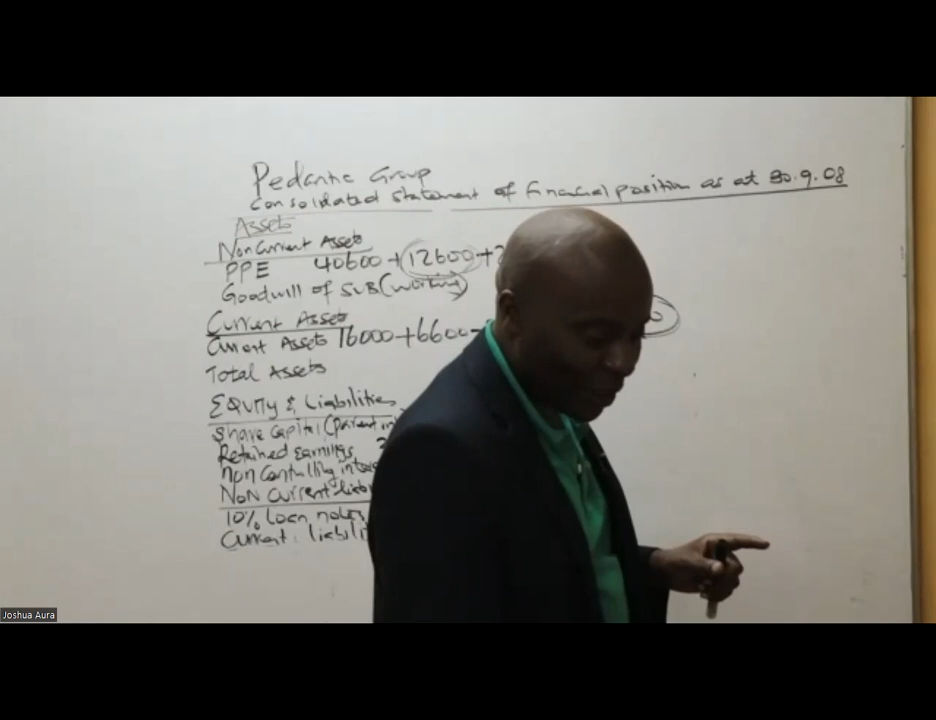 Pedantic Group
Consolidated Statement of Financial position as at 30.9.08
Assets
Non Current Assets
PPE 40600 + 12600 +
Goodwill of SUB (working)
Current Assets
Current Assets 16000 + 6600
Total Assets
Equity & Liabilities
Share Capital (parent
Retained earnings
Non Controlling
Non Current
10% Loan notes
Current
Joshua Aura